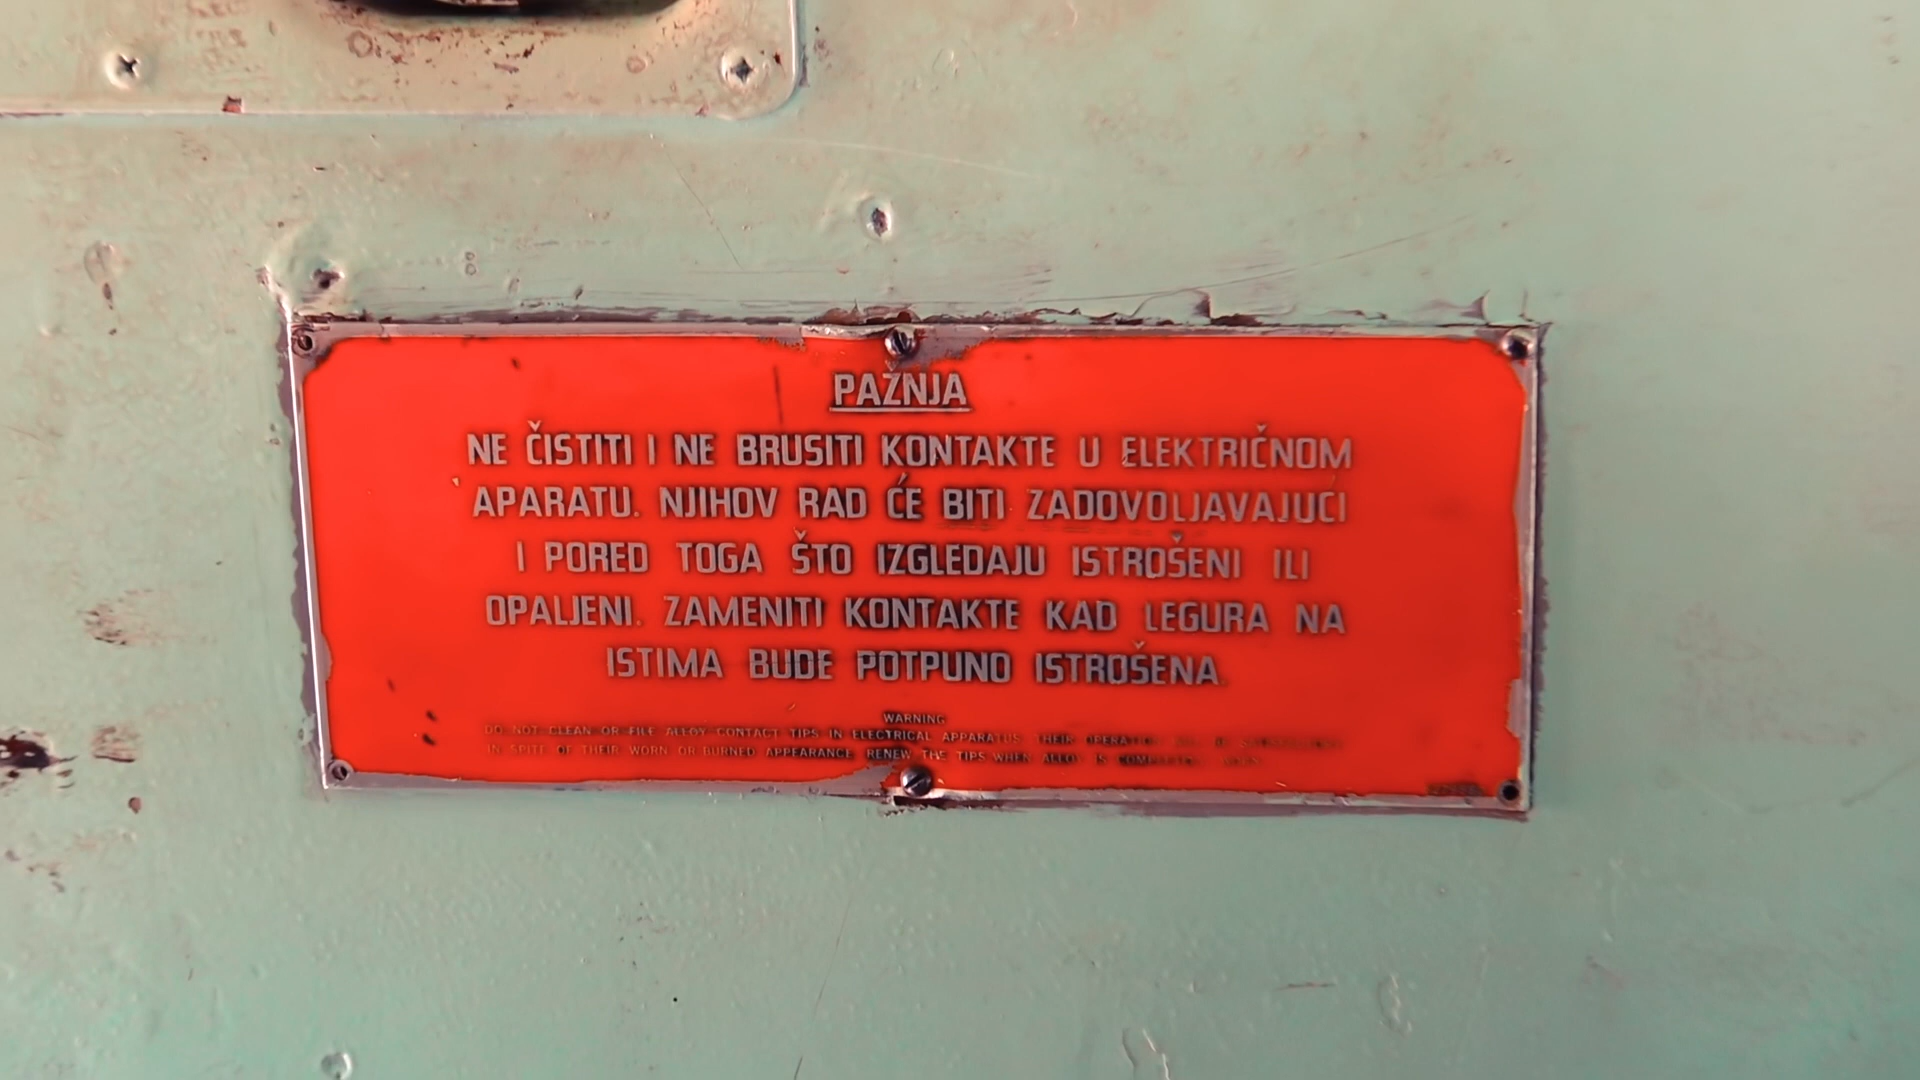 PAŽNJA
NE ČISTITI I NE BRUSITI KONTAKTE U ELEKTRIČNOM
APARATU. NJIHOV RAD ĆE BITI ZADOVOLJAVAJUCI
I PORED TOGA ŠTO IZGLEDAJU ISTROŠENI ILI
OPALJENI. ZAMENITI KONTAKTE KAD LEGURA NA
ISTIMA BUDE POTPUNO ISTROŠENA.
WARNING
DO NOT CLEAN OR FILE ALLOY CONTACT TIPS IN ELECTRICAL APPARATUS. THEIR OPERATION
IN SPITE OF THEIR WORN OR BURNED APPEARANCE. RENEW THE TIPS WHEN ALLOY IS COMPLETELY